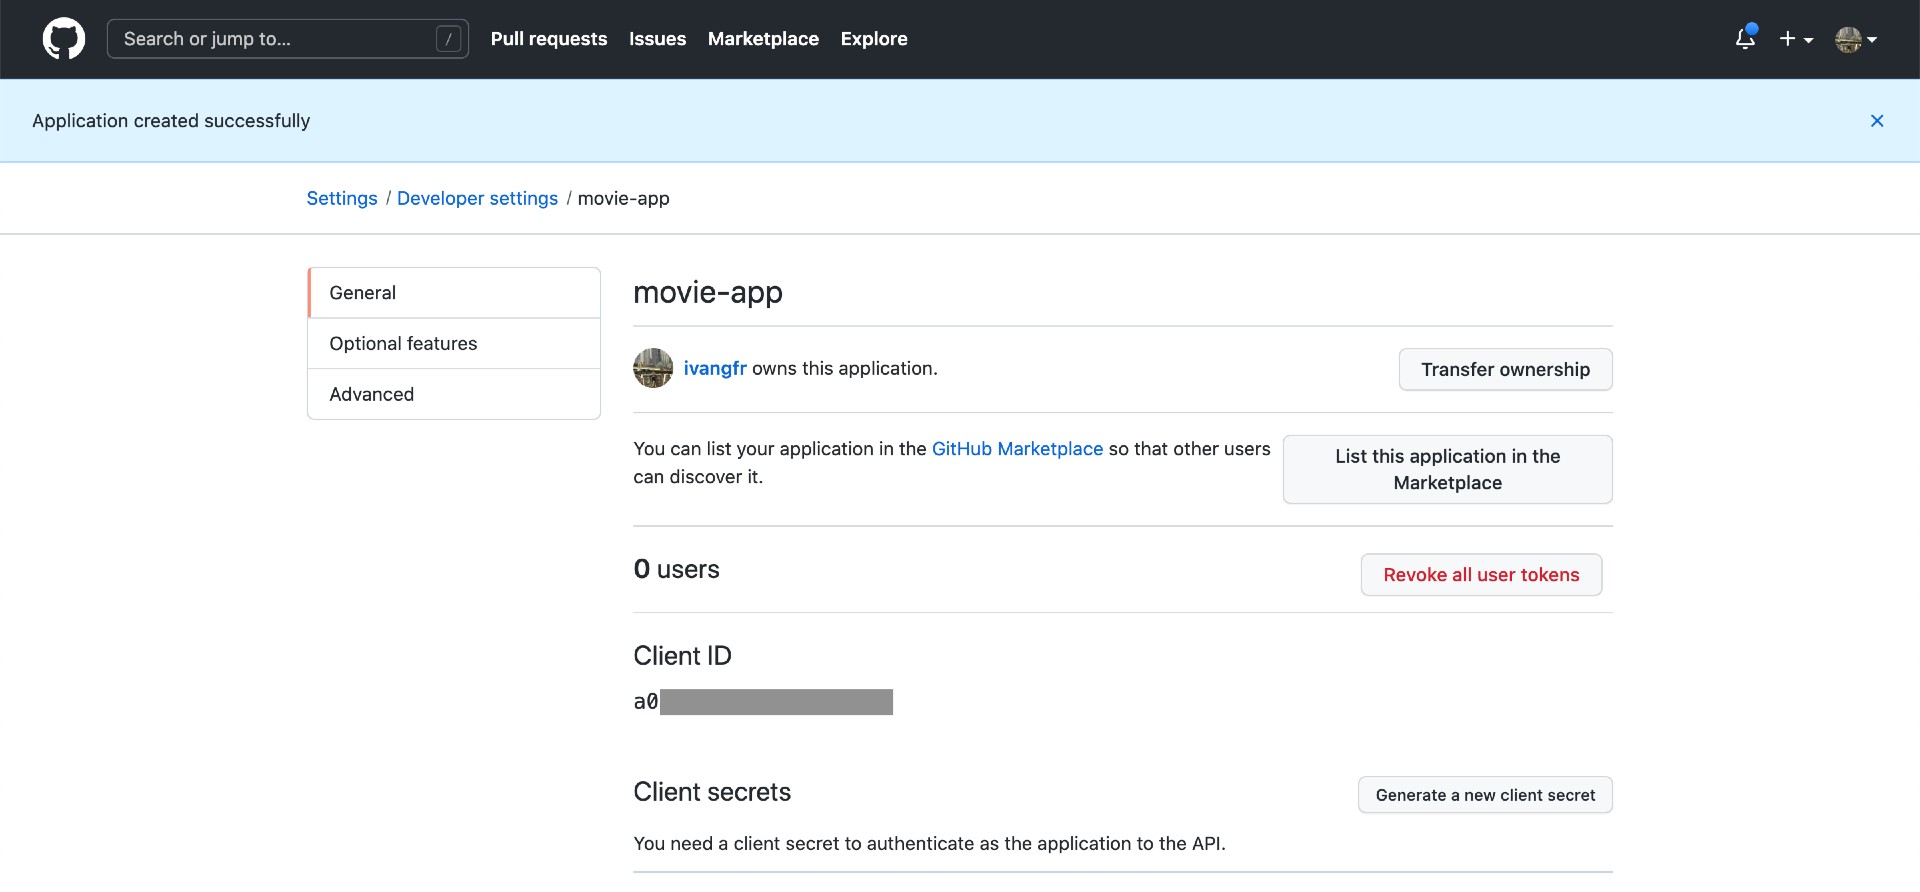 Search or jump to... /
Pull requests
Issues
Marketplace
Explore
Application created successfully
Settings / Developer settings / movie-app
General
Optional features
Advanced
movie-app
ivangfr owns this application.
Transfer ownership
You can list your application in the GitHub Marketplace so that other users
can discover it.
List this application in the
Marketplace
0 users
Revoke all user tokens
Client ID
a0
Client secrets
Generate a new client secret
You need a client secret to authenticate as the application to the API.